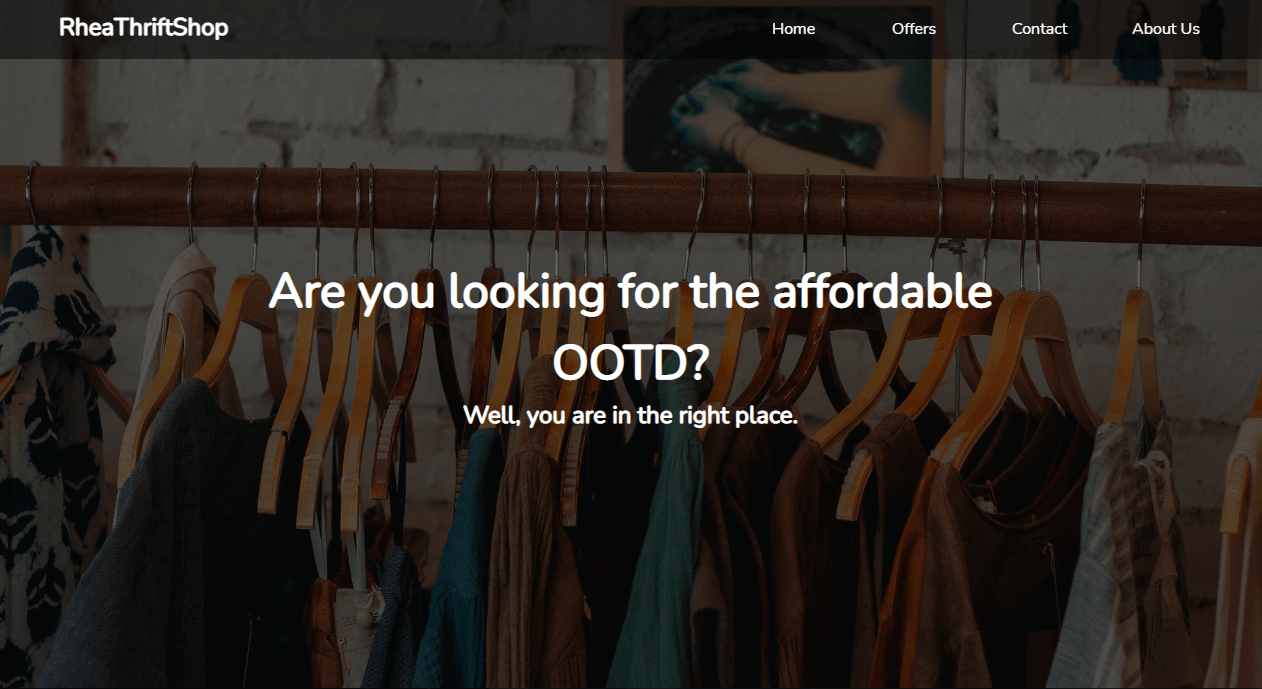 RheaThriftShop
Home Offers Contact About Us
Are you looking for the affordable
OOTD?
Well, you are in the right place.